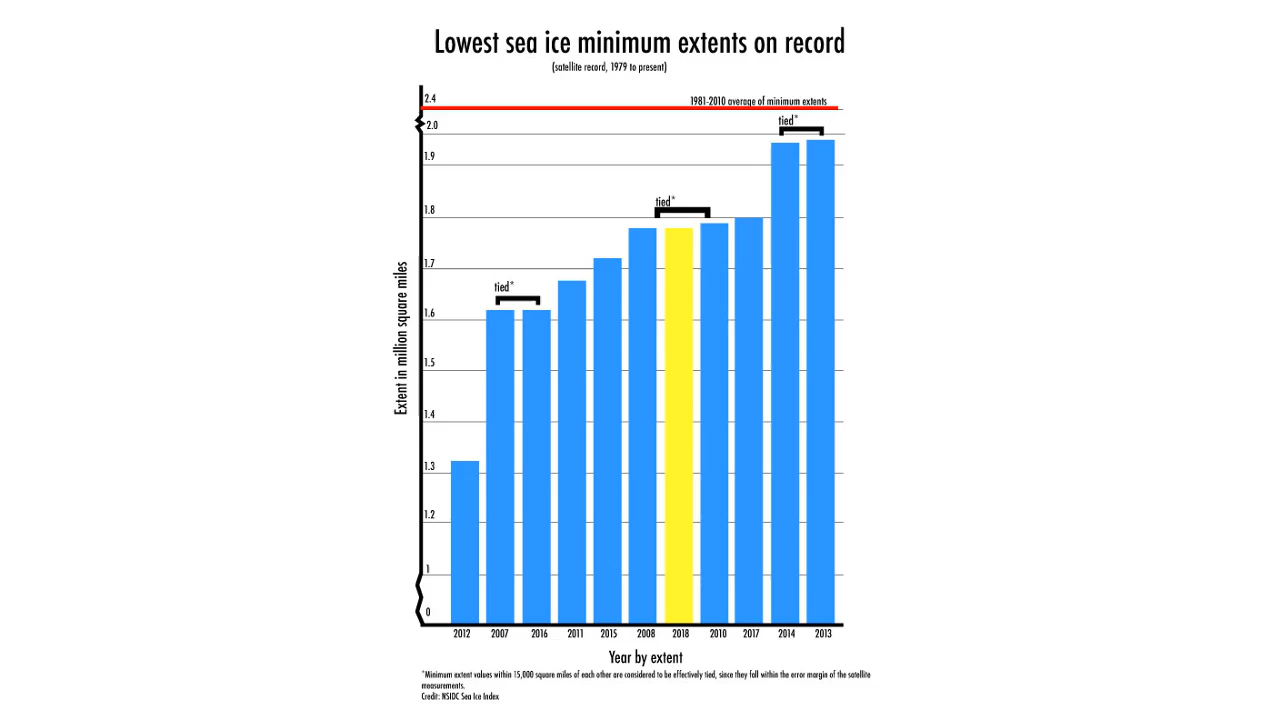 Lowest sea ice minimum extents on record
(satellite record, 1979 to present)
2.4
1981-2010 average of minimum extents
tied*
2.0
1.9
tied*
1.8
1.7
tied*
1.6
1.5
1.4
1.3
1.2
1
0
Extent in million square miles
2012 2007 2016 2011 2015 2008 2018 2010 2017 2014 2013
Year by extent
*Minimum extent values within 15,000 square miles of each other are considered to be effectively tied, since they fall within the error margin of the satellite
measurements.
Credit: NSIDC Sea Ice Index